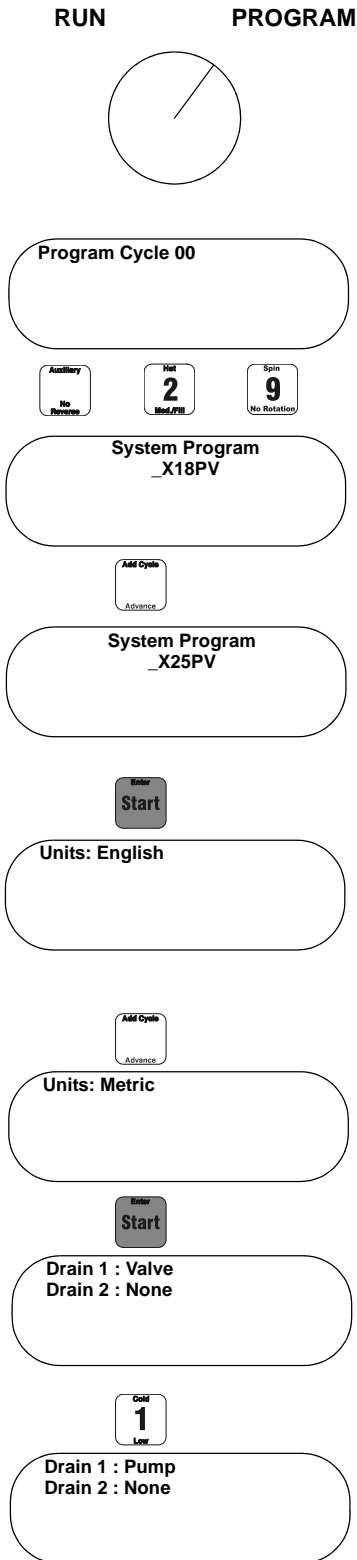 RUN PROGRAM
Program Cycle 00
Auxiliary Hot Spin
2 9
No Med./Fill No Rotation
Reverse
System Program
_X18PV
Add Cycle
Advance
System Program
_X25PV
Enter
Start
Units: English
Add Cycle
Advance
Units: Metric
Enter
Start
Drain 1 : Valve
Drain 2 : None
Cold
1
Low
Drain 1 : Pump
Drain 2 : None